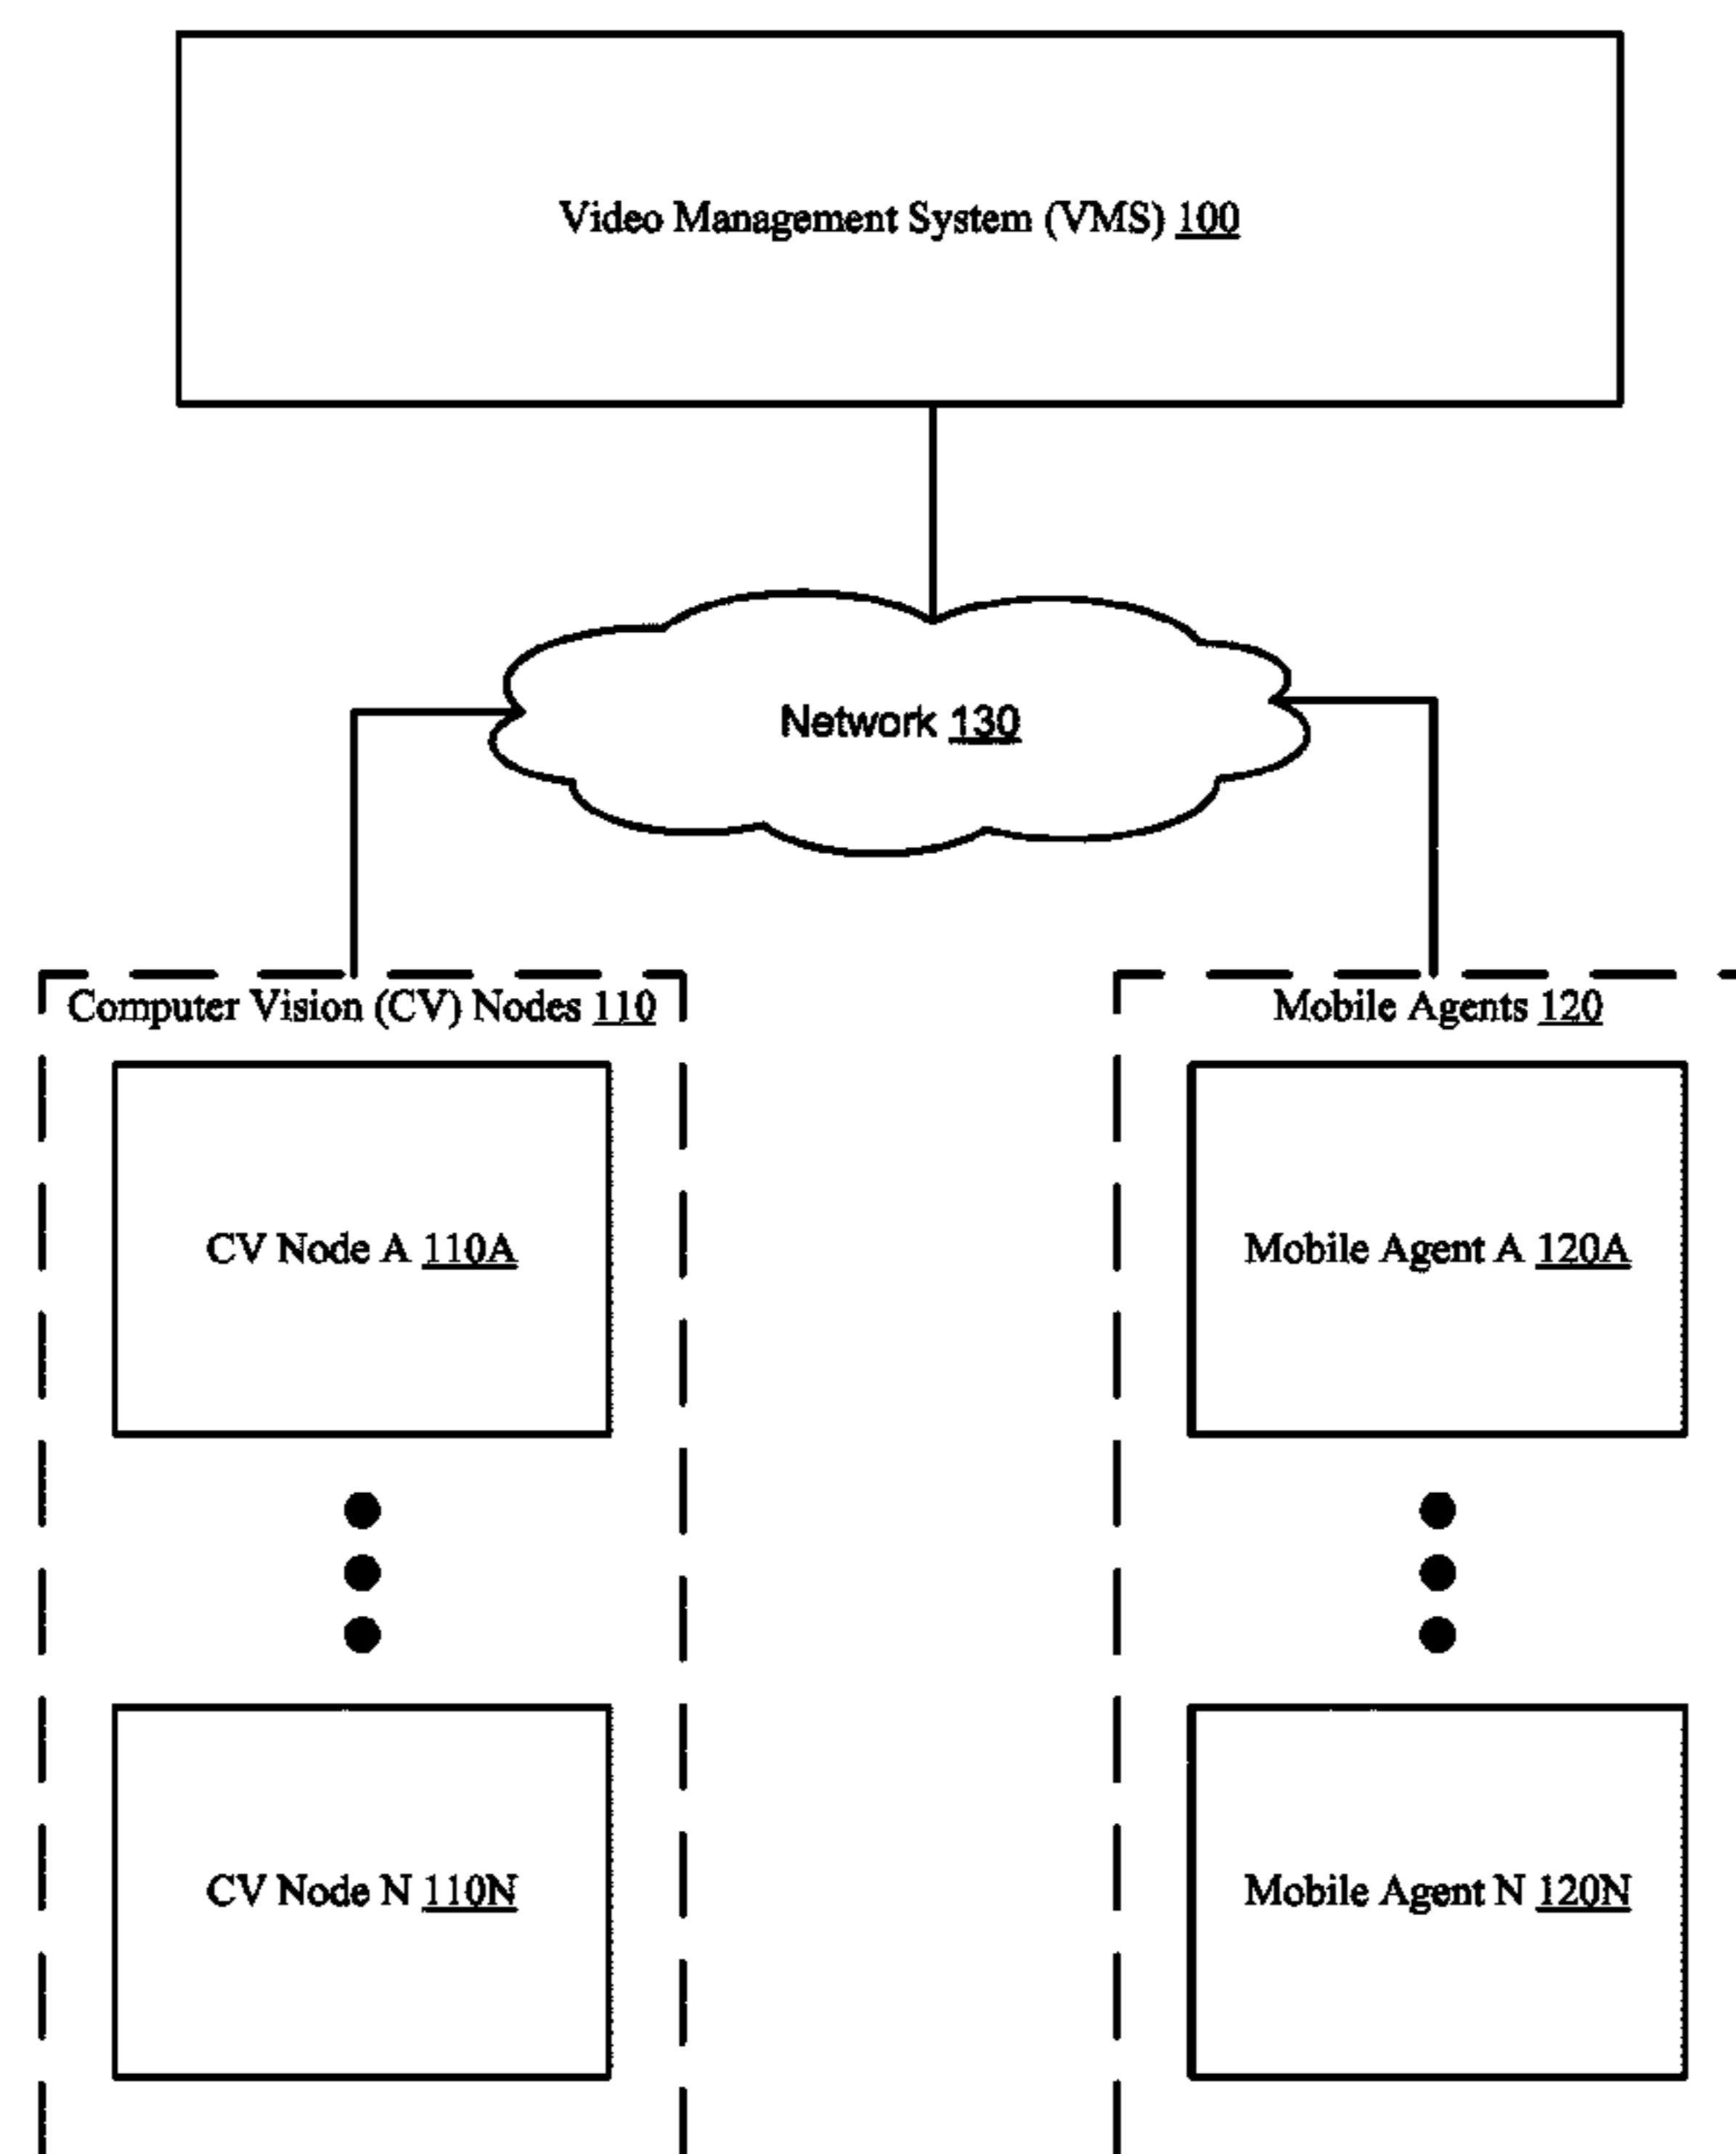 Video Management System (VMS) 100
Network 130
Computer Vision (CV) Nodes 110
CV Node A 110A
CV Node N 110N
Mobile Agents 120
Mobile Agent A 120A
Mobile Agent N 120N